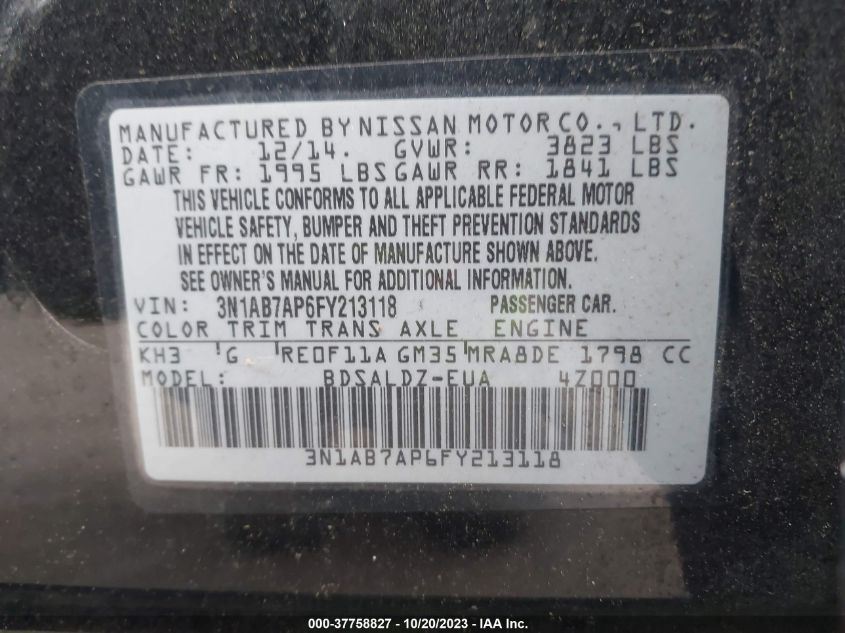 MANUFACTURED BY NISSAN MOTOR CO., LTD.
DATE: 12/14. GVWR: 3823 LBS
GAWR FR: 1995 LBS GAWR RR: 1841 LBS
THIS VEHICLE CONFORMS TO ALL APPLICABLE FEDERAL MOTOR
VEHICLE SAFETY, BUMPER AND THEFT PREVENTION STANDARDS
IN EFFECT ON THE DATE OF MANUFACTURE SHOWN ABOVE.
SEE OWNER'S MANUAL FOR ADDITIONAL INFORMATION.
VIN: 3N1AB7AP6FY213118 PASSENGER CAR.
COLOR TRIM TRANS AXLE ENGINE
KH3 G RE0F11A GM35 MRA8DE 1798 CC
MODEL: BDSALDZ-EUA 4Z000
3N1AB7AP6FY213118
000-37758827 - 10/20/2023 - © IAA, Inc.